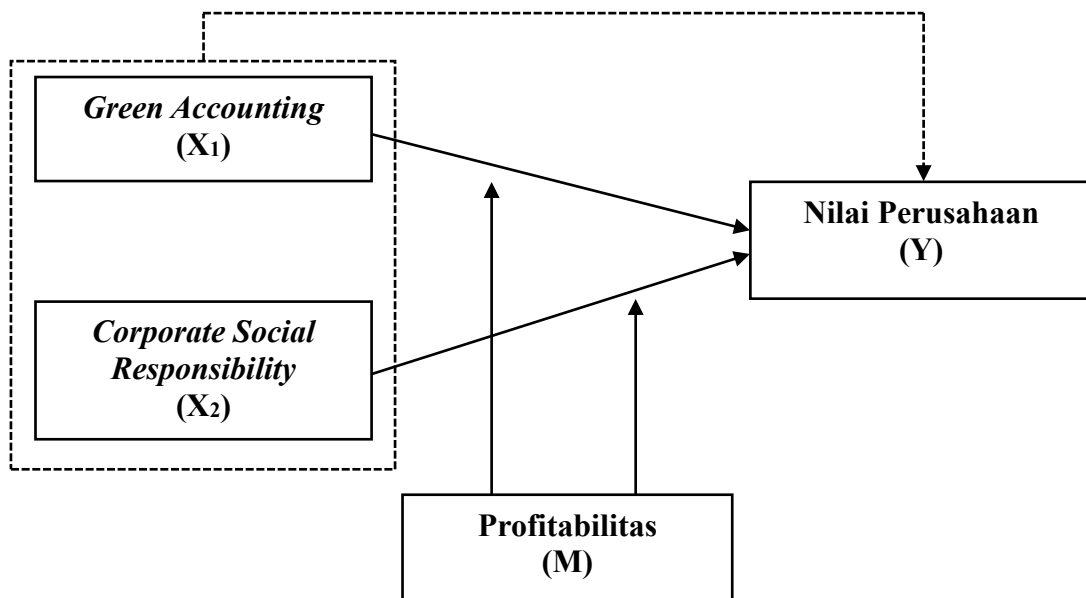 Green Accounting
(X₁)
Nilai Perusahaan
(Y)
Corporate Social
Responsibility
(X₂)
Profitabilitas
(M)